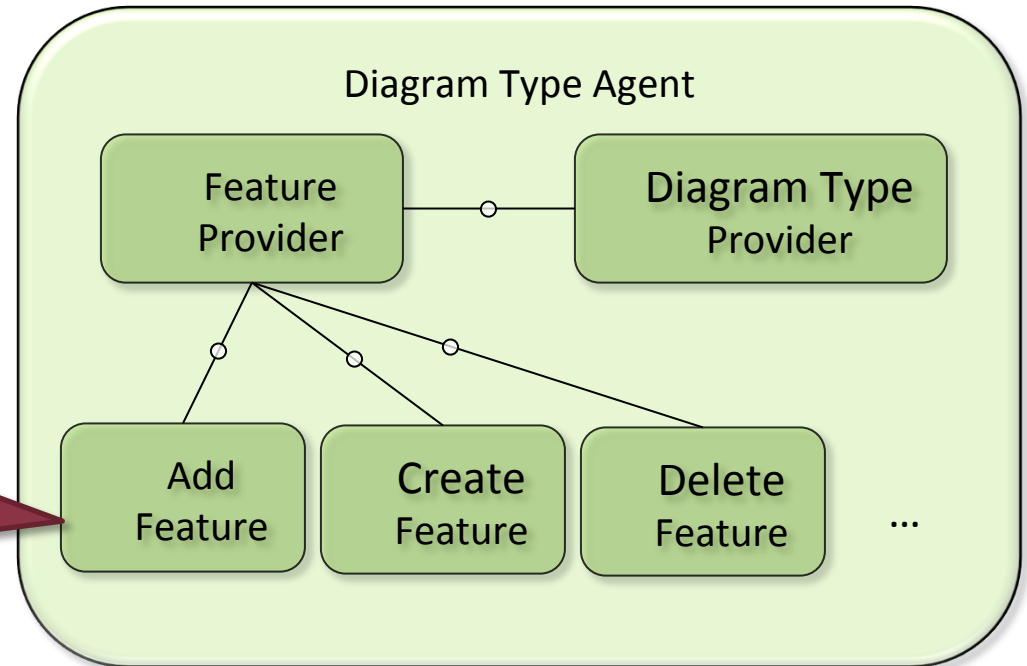 Diagram Type Agent
Feature
Provider
Diagram Type
Provider
Add
Feature
Create
Feature
Delete
Feature
...